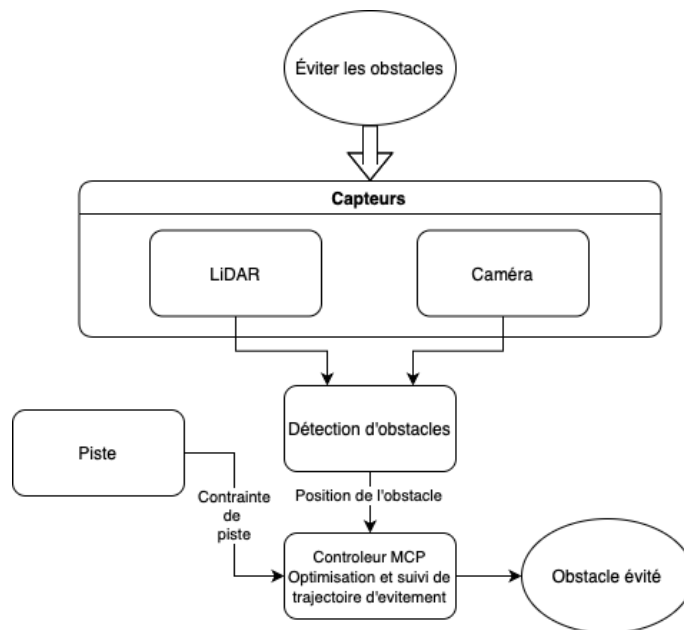 Éviter les obstacles
Capteurs
LiDAR
Caméra
Détection d'obstacles
Piste
Contrainte
de
piste
Position de l'obstacle
Controleur MCP
Optimisation et suivi de
trajectoire d'evitement
Obstacle évité